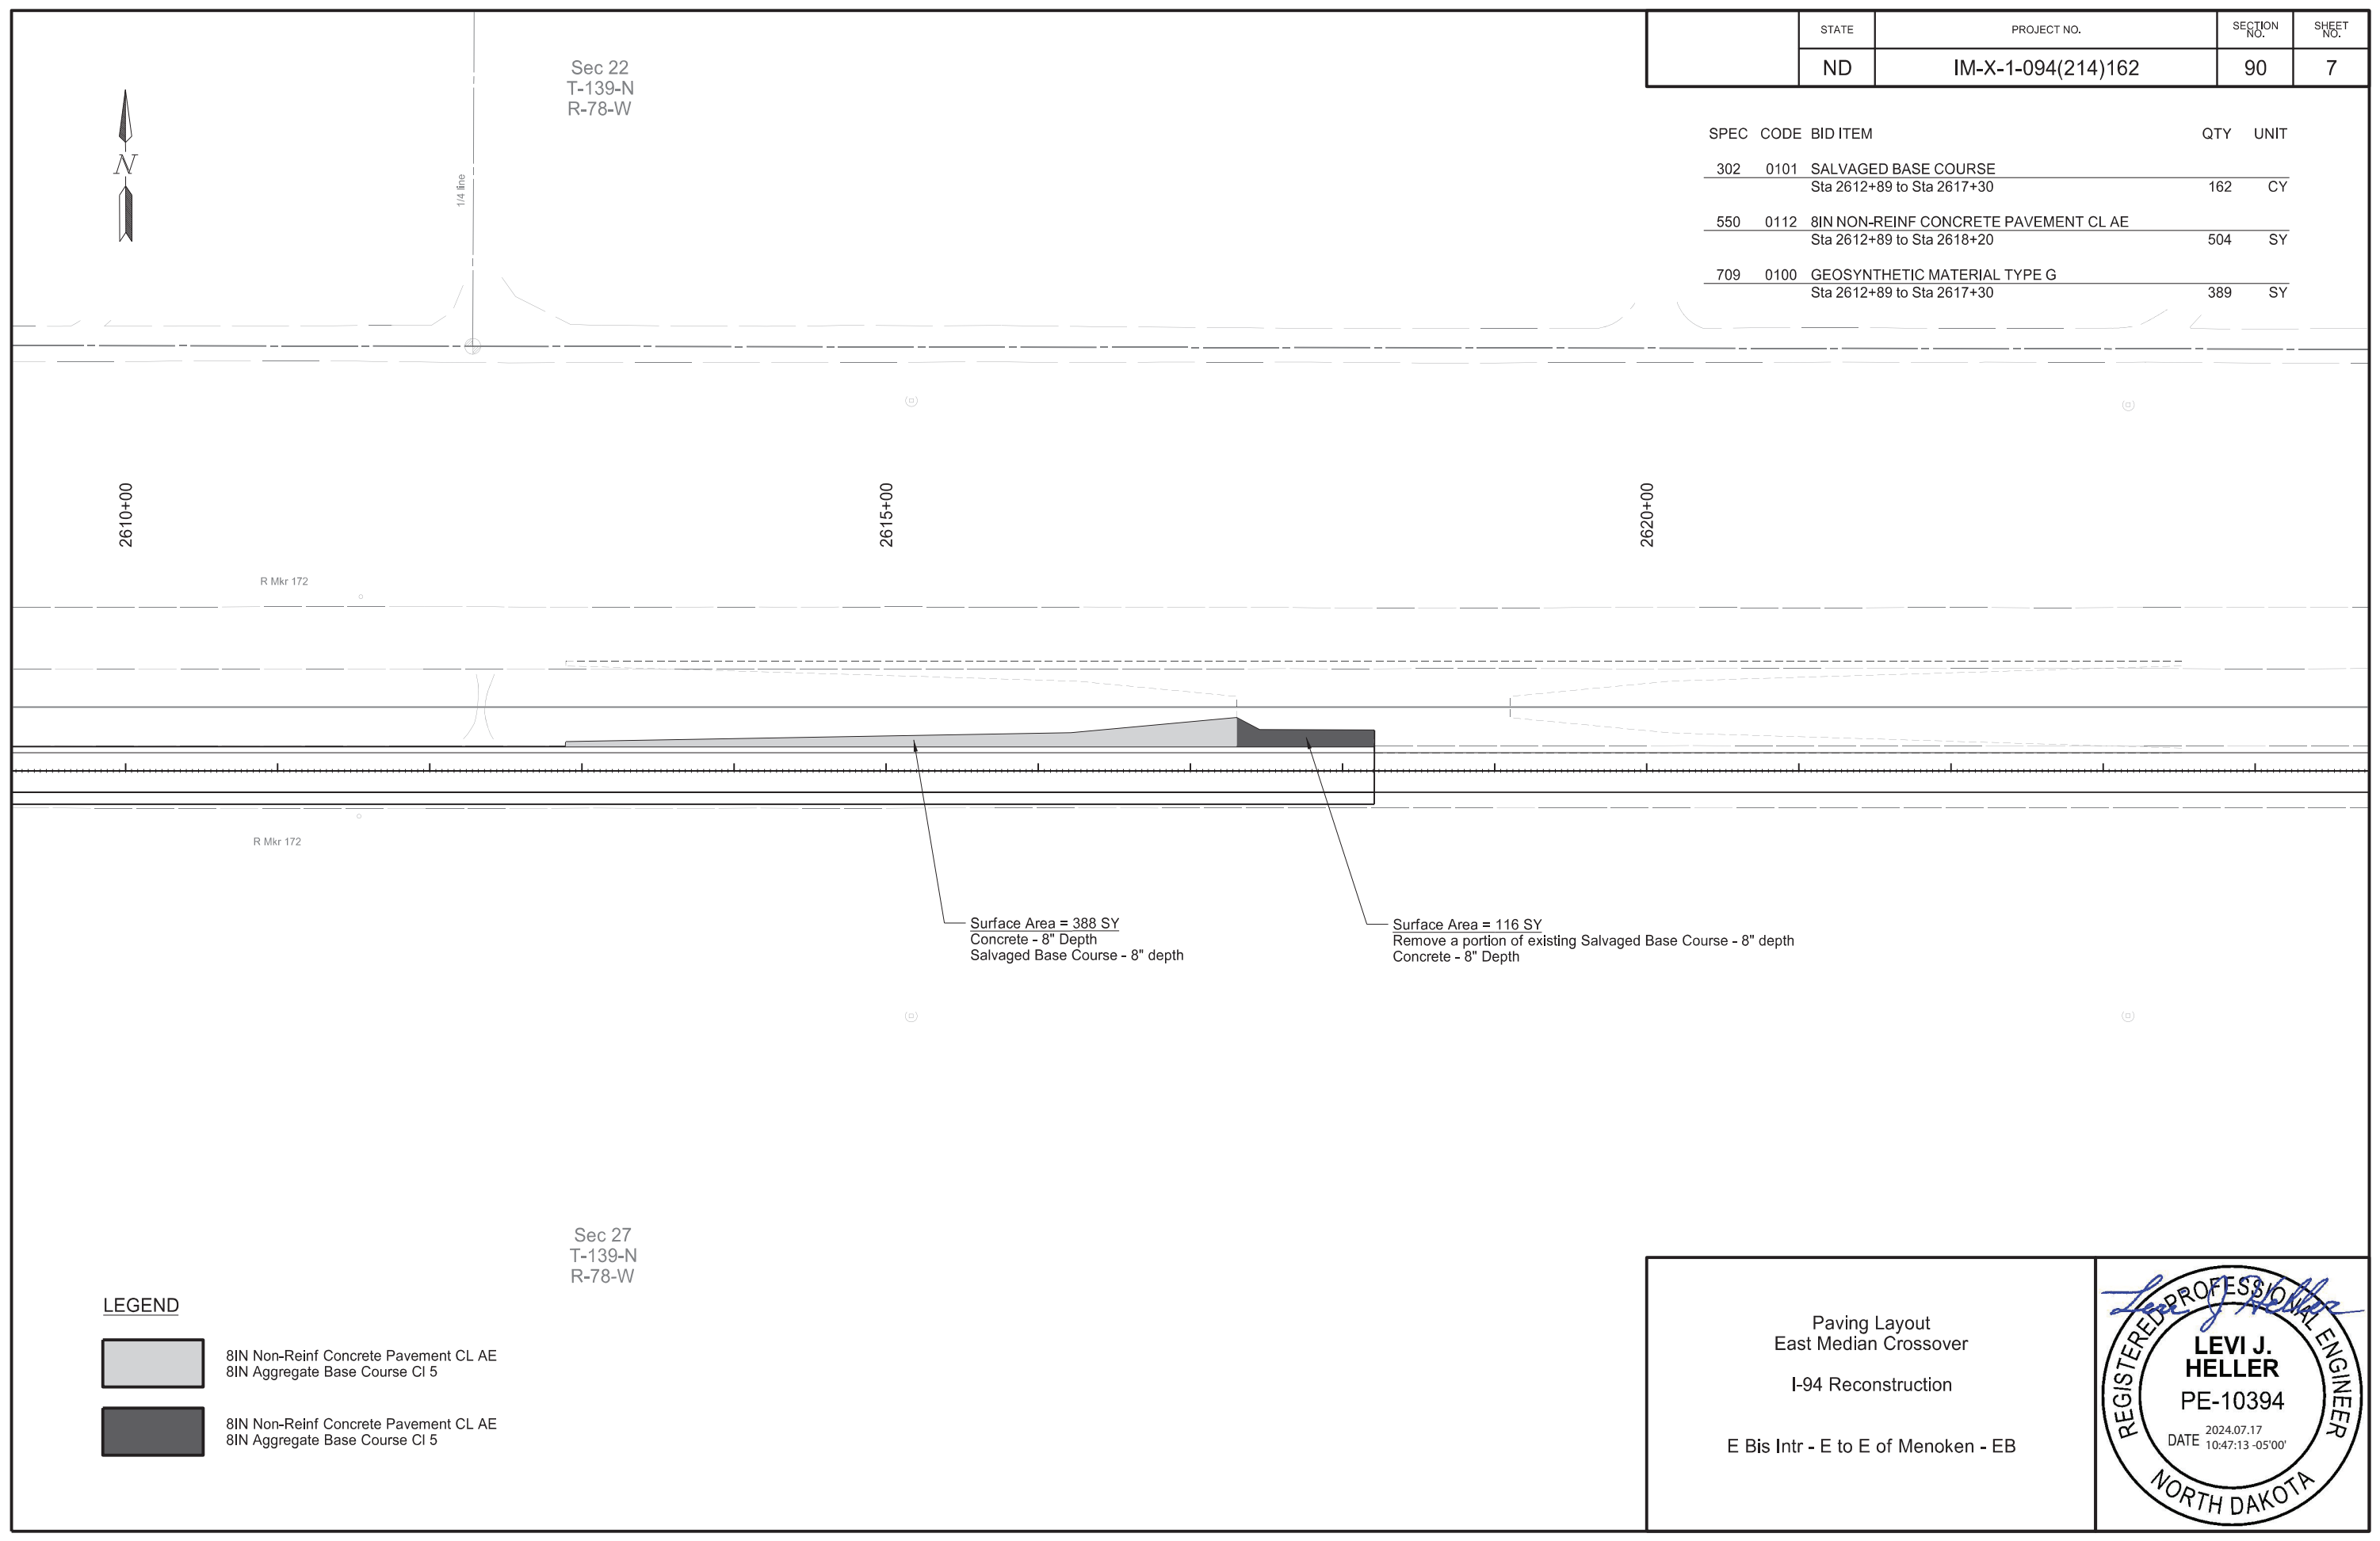 STATE
PROJECT NO.
SECTION NO.
SHEET NO.
ND
IM-X-1-094(214)162
90
7
Sec 22
T-139-N
R-78-W
N
1/4 line
SPEC CODE BID ITEM QTY UNIT
302 0101 SALVAGED BASE COURSE
Sta 2612+89 to Sta 2617+30 162 CY
550 0112 8IN NON-REINF CONCRETE PAVEMENT CL AE
Sta 2612+89 to Sta 2618+20 504 SY
709 0100 GEOSYNTHETIC MATERIAL TYPE G
Sta 2612+89 to Sta 2617+30 389 SY
2610+00
2615+00
2620+00
R Mkr 172
R Mkr 172
Surface Area = 388 SY
Concrete - 8" Depth
Salvaged Base Course - 8" depth
Surface Area = 116 SY
Remove a portion of existing Salvaged Base Course - 8" depth
Concrete - 8" Depth
Sec 27
T-139-N
R-78-W
LEGEND
8IN Non-Reinf Concrete Pavement CL AE
8IN Aggregate Base Course Cl 5
8IN Non-Reinf Concrete Pavement CL AE
8IN Aggregate Base Course Cl 5
Paving Layout
East Median Crossover
I-94 Reconstruction
E Bis Intr - E to E of Menoken - EB
REGISTERED PROFESSIONAL ENGINEER
Levi J Heller
LEVI J.
HELLER
PE-10394
DATE 2024.07.17
10:47:13 -05'00'
NORTH DAKOTA